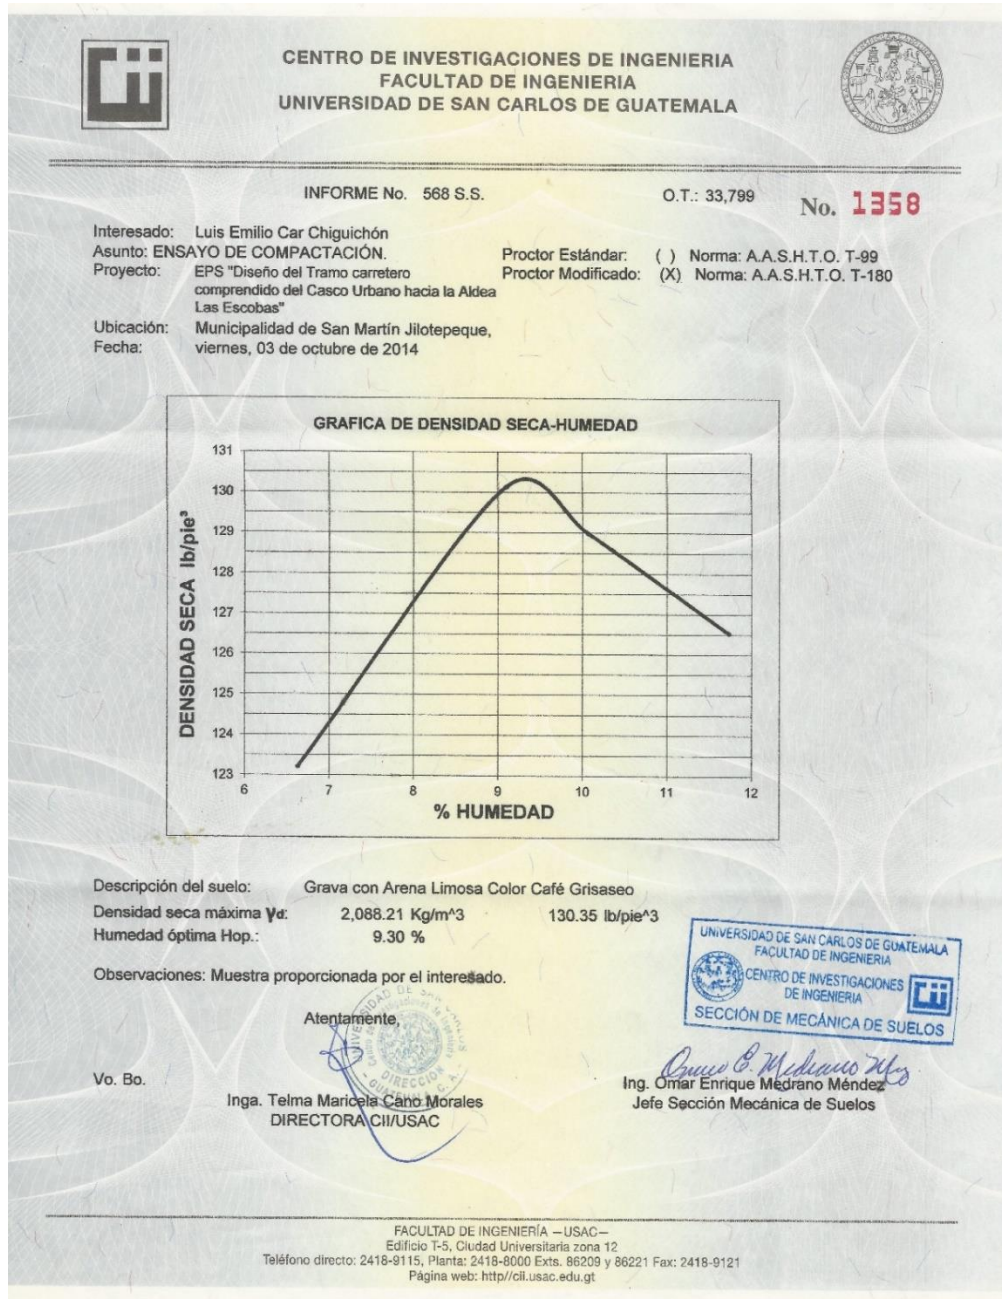 Cii
CENTRO DE INVESTIGACIONES DE INGENIERIA
FACULTAD DE INGENIERIA
UNIVERSIDAD DE SAN CARLOS DE GUATEMALA
INFORME No. 568 S.S. O.T.: 33,799 No. 1358
Interesado: Luis Emilio Car Chiguichón
Asunto: ENSAYO DE COMPACTACIÓN. Proctor Estándar: ( ) Norma: A.A.S.H.T.O. T-99
Proyecto: EPS "Diseño del Tramo carretero Proctor Modificado: (X) Norma: A.A.S.H.T.O. T-180
comprendido del Casco Urbano hacia la Aldea
Las Escobas"
Ubicación: Municipalidad de San Martín Jilotepeque,
Fecha: viernes, 03 de octubre de 2014
GRAFICA DE DENSIDAD SECA-HUMEDAD
DENSIDAD SECA lb/pie³
131
130
129
128
127
126
125
124
123
6 7 8 9 10 11 12
% HUMEDAD
Descripción del suelo: Grava con Arena Limosa Color Café Grisaseo
Densidad seca máxima γd: 2,088.21 Kg/m^3 130.35 lb/pie^3
Humedad óptima Hop.: 9.30 %
Observaciones: Muestra proporcionada por el interesado.
UNIVERSIDAD DE SAN CARLOS DE GUATEMALA
FACULTAD DE INGENIERIA
CENTRO DE INVESTIGACIONES
DE INGENIERIA
Cii
SECCIÓN DE MECÁNICA DE SUELOS
Atentamente,
DIRECCION
Vo. Bo.
Inga. Telma Maricela Cano Morales
DIRECTORA CII/USAC
Ing. Omar Enrique Medrano Méndez
Jefe Sección Mecánica de Suelos
FACULTAD DE INGENIERÍA —USAC—
Edificio T-5, Ciudad Universitaria zona 12
Teléfono directo: 2418-9115, Planta: 2418-8000 Exts. 86209 y 86221 Fax: 2418-9121
Página web: http//cii.usac.edu.gt